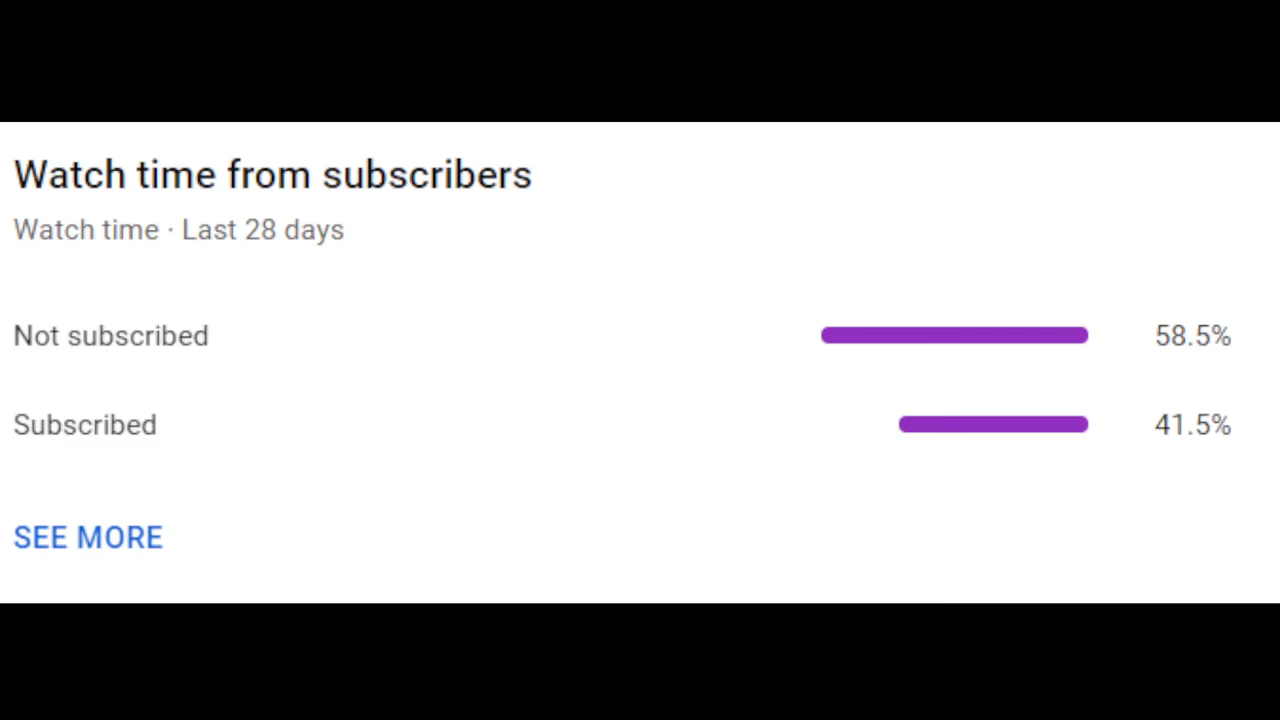 Watch time from subscribers
Watch time · Last 28 days
Not subscribed 58.5%
Subscribed 41.5%
SEE MORE